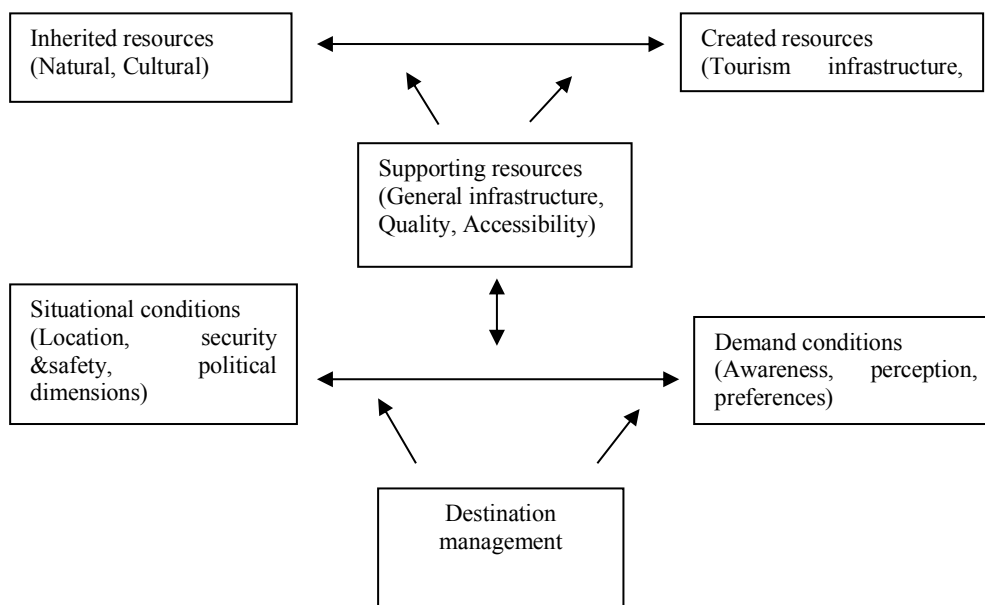 Inherited resources
(Natural, Cultural)
Created resources
(Tourism infrastructure,
Supporting resources
(General infrastructure,
Quality, Accessibility)
Situational conditions
(Location, security
&safety, political
dimensions)
Demand conditions
(Awareness, perception,
preferences)
Destination
management